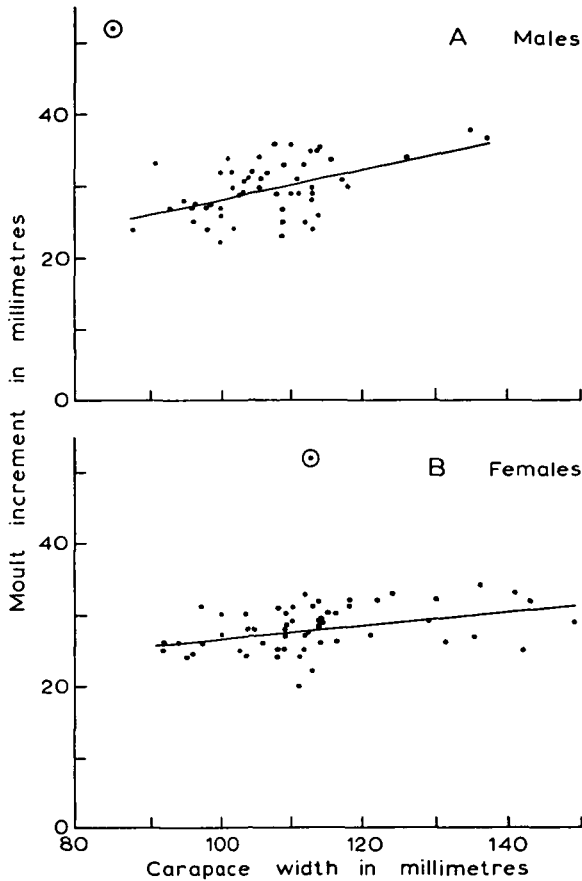 A Males
40
20
0
Moult increment in millimetres
B Females
40
20
0
80 100 120 140
Carapace width in millimetres